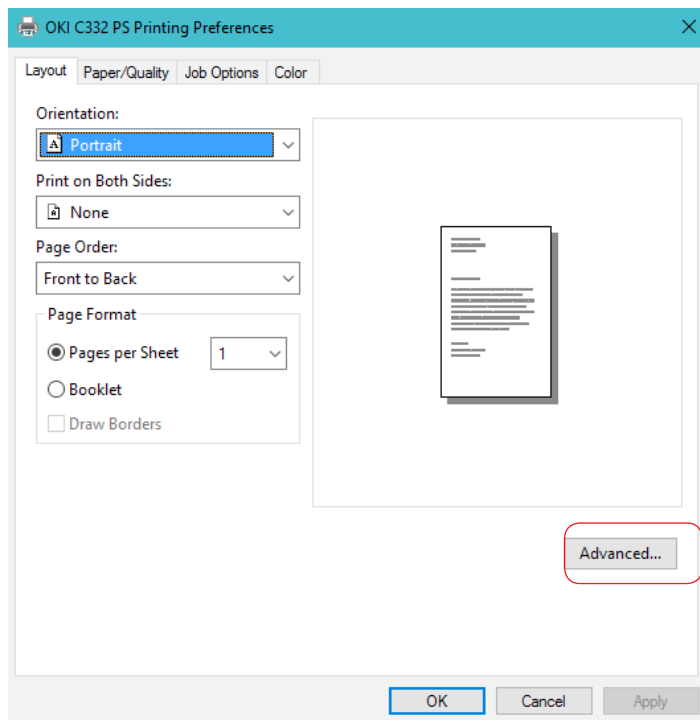 OKI C332 PS Printing Preferences
Layout Paper/Quality Job Options Color
Orientation:
A Portrait
Print on Both Sides:
None
Page Order:
Front to Back
Page Format
Pages per Sheet 1
Booklet
Draw Borders
Advanced...
OK Cancel Apply